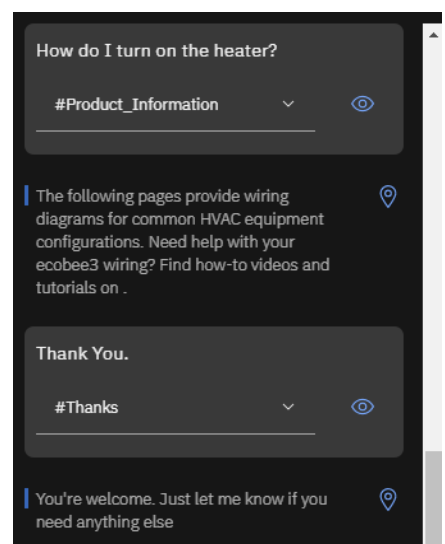 How do I turn on the heater?
#Product_Information
The following pages provide wiring
diagrams for common HVAC equipment
configurations. Need help with your
ecobee3 wiring? Find how-to videos and
tutorials on .
Thank You.
#Thanks
You're welcome. Just let me know if you
need anything else